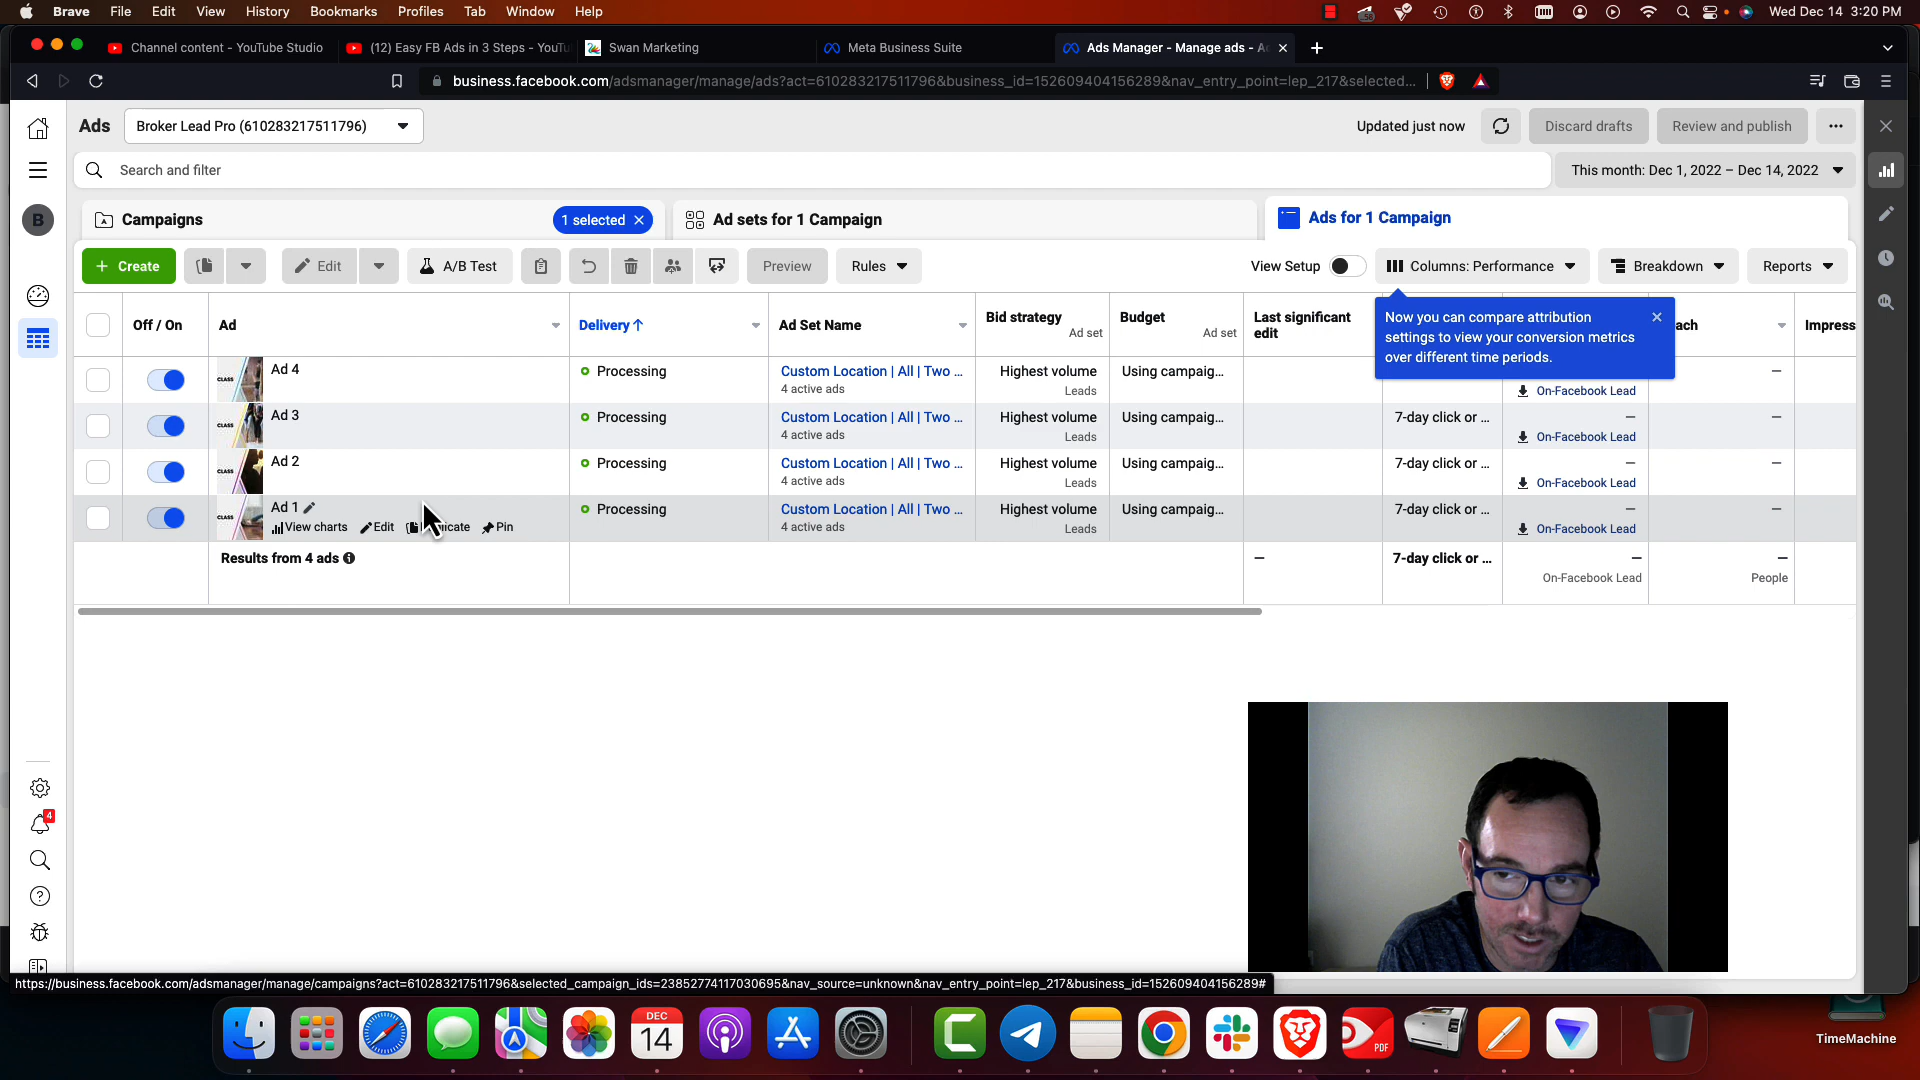 Brave File Edit View History Bookmarks Profiles Tab Window Help
Wed Dec 14 3:20 PM
Channel content - YouTube Studio
(12) Easy FB Ads in 3 Steps - YouTu
Swan Marketing
Meta Business Suite
Ads Manager - Manage ads - A
business.facebook.com/adsmanager/manage/ads?act=610283217511796&business_id=152609404156289&nav_entry_point=lep_217&selected...
Ads
Broker Lead Pro (610283217511796)
Updated just now
Discard drafts
Review and publish
Search and filter
This month: Dec 1, 2022 – Dec 14, 2022
B
Campaigns
1 selected
Ad sets for 1 Campaign
Ads for 1 Campaign
+ Create
Edit
A/B Test
Preview
Rules
View Setup
Columns: Performance
Breakdown
Reports
Off / On
Ad
Delivery ↑
Ad Set Name
Bid strategy
Ad set
Budget
Ad set
Last significant
edit
ach
Impress
Now you can compare attribution
settings to view your conversion metrics
over different time periods.
CLASS
Ad 4
Processing
Custom Location | All | Two ...
4 active ads
Highest volume
Leads
Using campaig...
On-Facebook Lead
—
CLASS
Ad 3
Processing
Custom Location | All | Two ...
4 active ads
Highest volume
Leads
Using campaig...
7-day click or ...
—
On-Facebook Lead
—
CLASS
Ad 2
Processing
Custom Location | All | Two ...
4 active ads
Highest volume
Leads
Using campaig...
7-day click or ...
—
On-Facebook Lead
—
CLASS
Ad 1
View charts Edit icate Pin
Processing
Custom Location | All | Two ...
4 active ads
Highest volume
Leads
Using campaig...
7-day click or ...
—
On-Facebook Lead
—
Results from 4 ads
—
7-day click or ...
—
On-Facebook Lead
—
People
4
https://business.facebook.com/adsmanager/manage/campaigns?act=610283217511796&selected_campaign_ids=23852774117030695&nav_source=unknown&nav_entry_point=lep_217&business_id=152609404156289#
DEC
14
PDF
TimeMachine